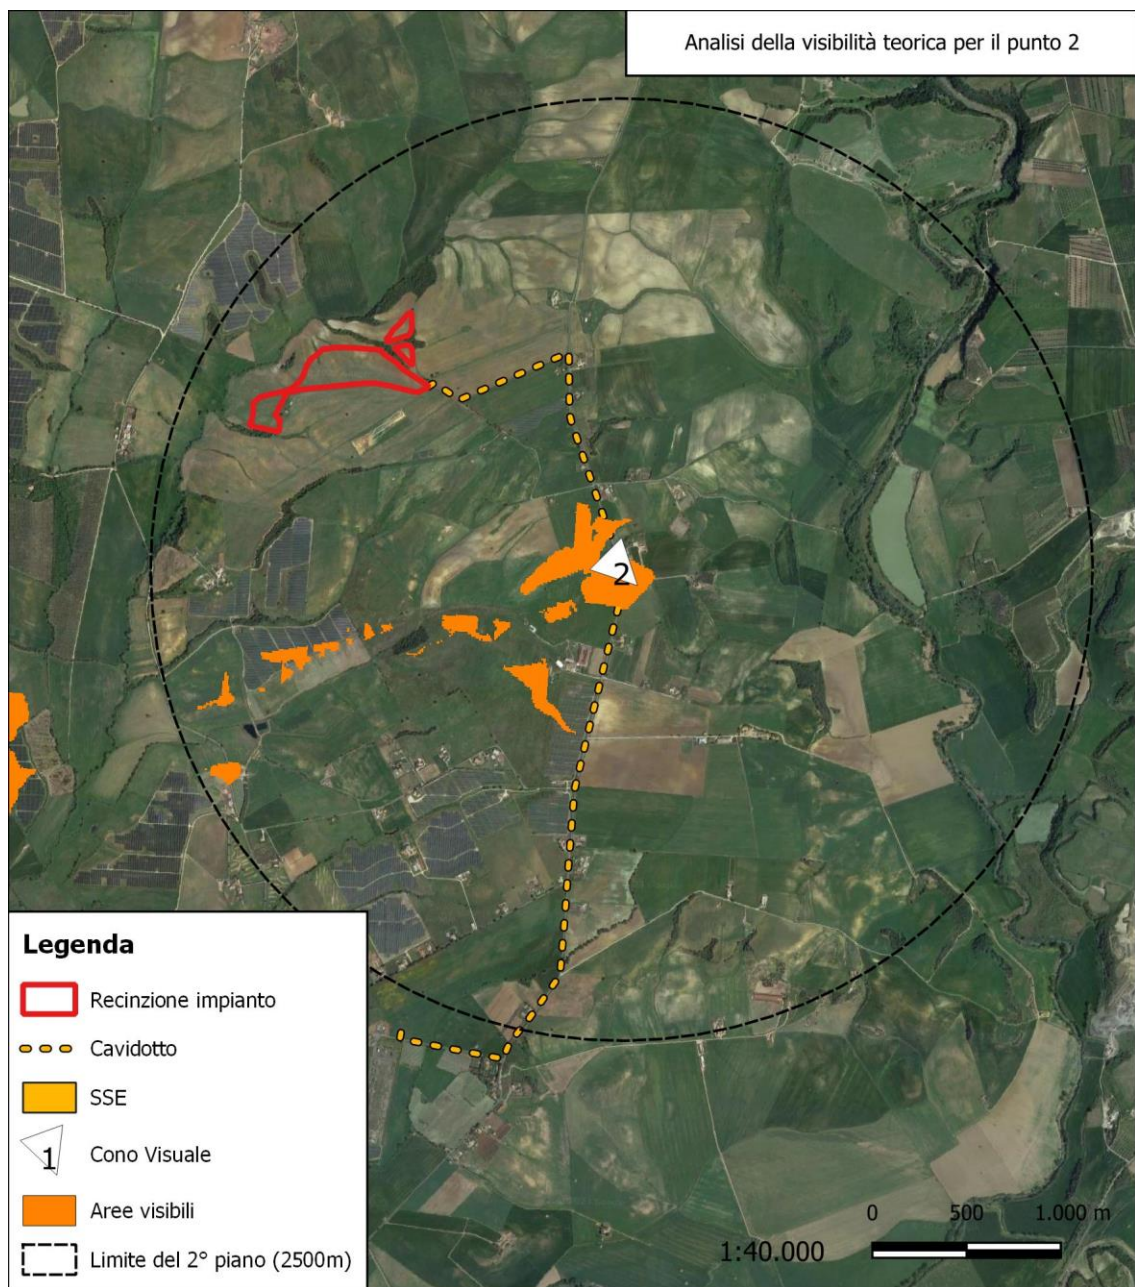 Analisi della visibilità teorica per il punto 2
2
Legenda
Recinzione impianto
Cavidotto
SSE
1
Cono Visuale
Aree visibili
Limite del 2° piano (2500m)
0 500 1.000 m
1:40.000